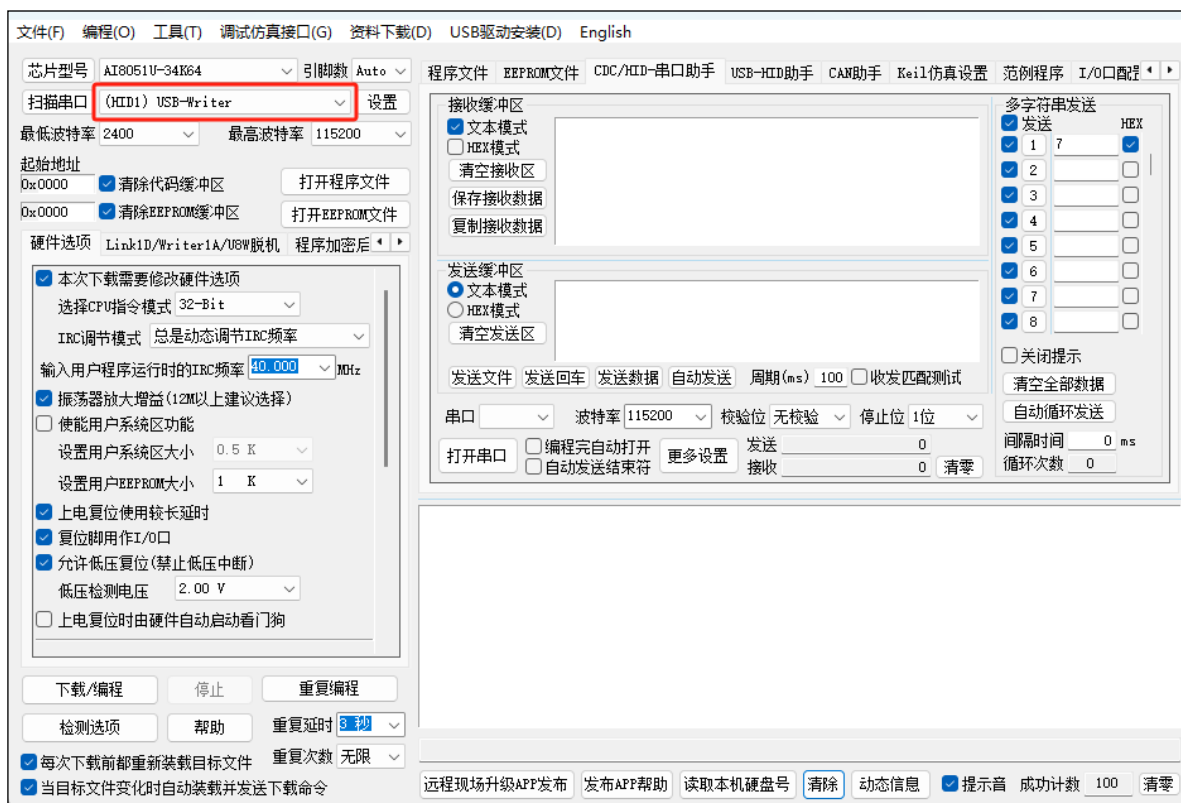 文件(F) 编程(O) 工具(T) 调试仿真接口(G) 资料下载(D) USB驱动安装(D) English
芯片型号 AI8051U-34K64 引脚数 Auto
扫描串口 (HID1) USB-Writer 设置
最低波特率 2400 最高波特率 115200
起始地址
0x0000 清除代码缓冲区 打开程序文件
0x0000 清除EEPROM缓冲区 打开EEPROM文件
硬件选项 Link1D/Writer1A/U8W脱机 程序加密后
本次下载需要修改硬件选项
选择CPU指令模式 32-Bit
IRC调节模式 总是动态调节IRC频率
输入用户程序运行时的IRC频率 40.000 MHz
振荡器放大增益(12M以上建议选择)
使能用户系统区功能
设置用户系统区大小 0.5 K
设置用户EEPROM大小 1 K
上电复位使用较长延时
复位脚用作I/O口
允许低压复位(禁止低压中断)
低压检测电压 2.00 V
上电复位时由硬件自动启动看门狗
下载/编程 停止 重复编程
检测选项 帮助 重复延时 3 秒
每次下载前都重新装载目标文件 重复次数 无限
当目标文件变化时自动装载并发送下载命令
程序文件 EEPROM文件 CDC/HID-串口助手 USB-HID助手 CAN助手 Keil仿真设置 范例程序 I/O口配
接收缓冲区
文本模式
HEX模式
清空接收区
保存接收数据
复制接收数据
发送缓冲区
文本模式
HEX模式
清空发送区
发送文件 发送回车 发送数据 自动发送 周期(ms) 100 收发匹配测试
串口 波特率 115200 校验位 无校验 停止位 1位
打开串口 编程完自动打开 更多设置 发送 0
自动发送结束符 接收 0 清零
多字符串发送
发送 HEX
1 7
2
3
4
5
6
7
8
关闭提示
清空全部数据
自动循环发送
间隔时间 0 ms
循环次数 0
远程现场升级APP发布 发布APP帮助 读取本机硬盘号 清除 动态信息 提示音 成功计数 100 清零